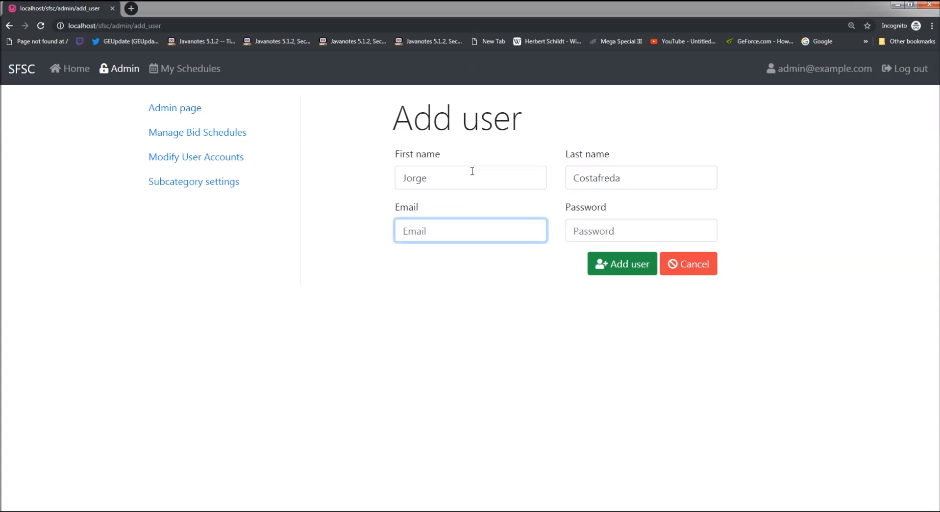 localhost/sfsc/admin/add_user
localhost/sfsc/admin/add_user
Incognito
Page not found at /
GEUpdate (GEUpda...
Javanotes 5.1.2 -- Ti...
Javanotes 5.1.2, Sec...
Javanotes 5.1.2, Sec...
Javanotes 5.1.2, Sec...
New Tab
Herbert Schildt - Wi...
Mega Special
YouTube - Untitled...
GeForce.com - How...
Google
»
Other bookmarks
SFSC
Home
Admin
My Schedules
admin@example.com
Log out
Admin page
Manage Bid Schedules
Modify User Accounts
Subcategory settings
Add user
First name
Last name
Jorge
Costafreda
Email
Password
Email
Password
Add user
Cancel